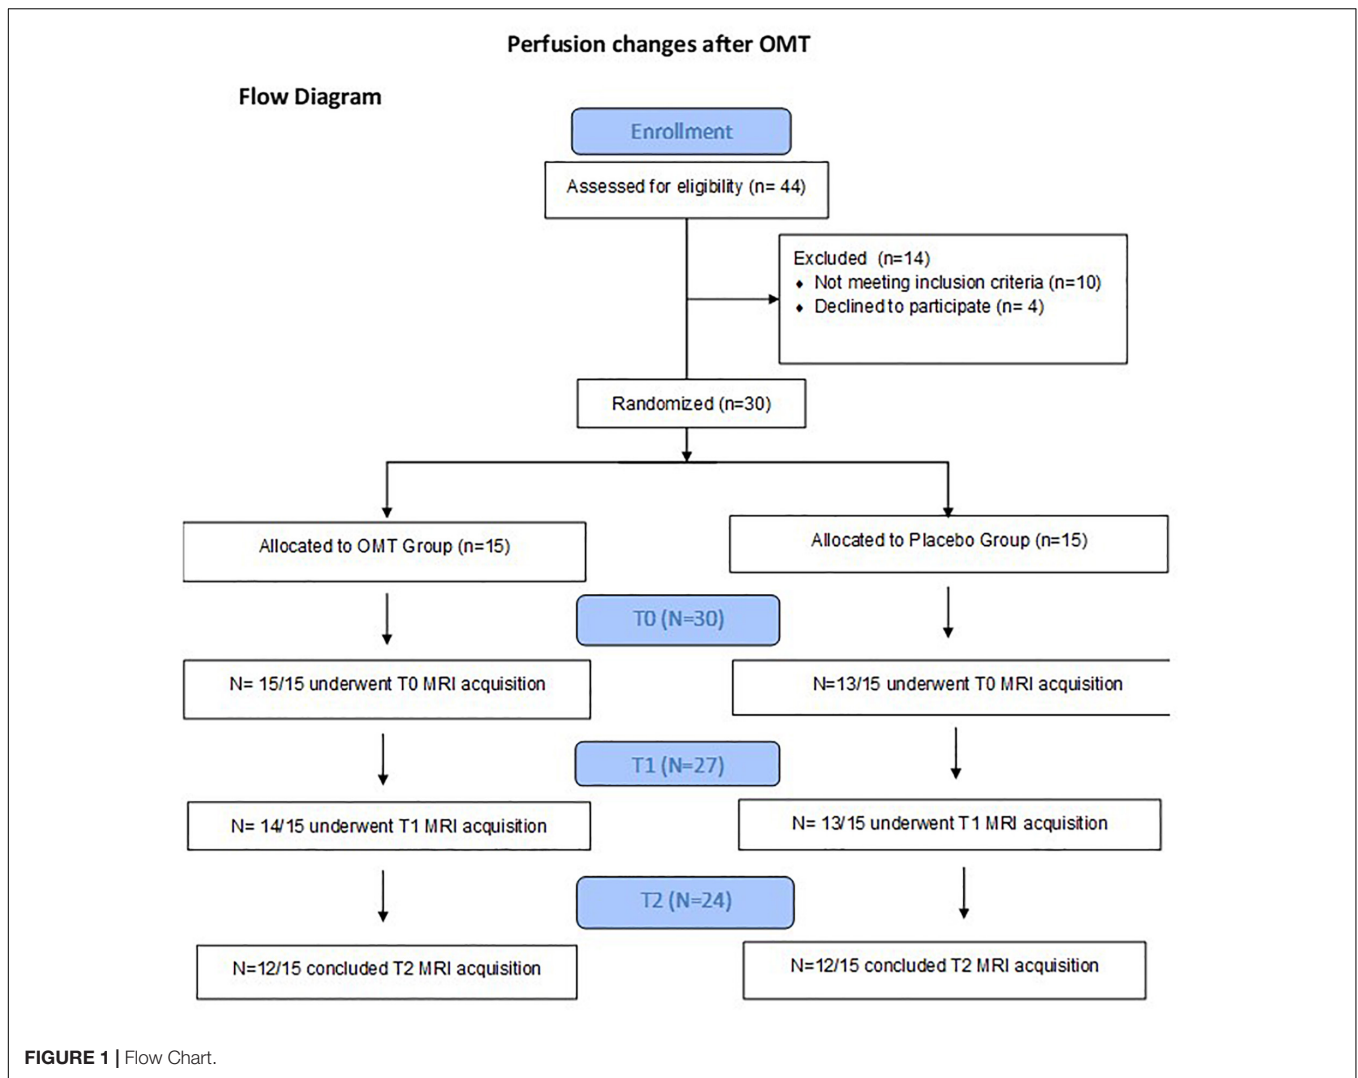 Perfusion changes after OMT
Flow Diagram
Enrollment
Assessed for eligibility (n= 44)
Excluded (n=14)
♦ Not meeting inclusion criteria (n=10)
♦ Declined to participate (n= 4)
Randomized (n=30)
Allocated to OMT Group (n=15)
Allocated to Placebo Group (n=15)
T0 (N=30)
N= 15/15 underwent T0 MRI acquisition
N=13/15 underwent T0 MRI acquisition
T1 (N=27)
N= 14/15 underwent T1 MRI acquisition
N= 13/15 underwent T1 MRI acquisition
T2 (N=24)
N=12/15 concluded T2 MRI acquisition
N=12/15 concluded T2 MRI acquisition
FIGURE 1 | Flow Chart.